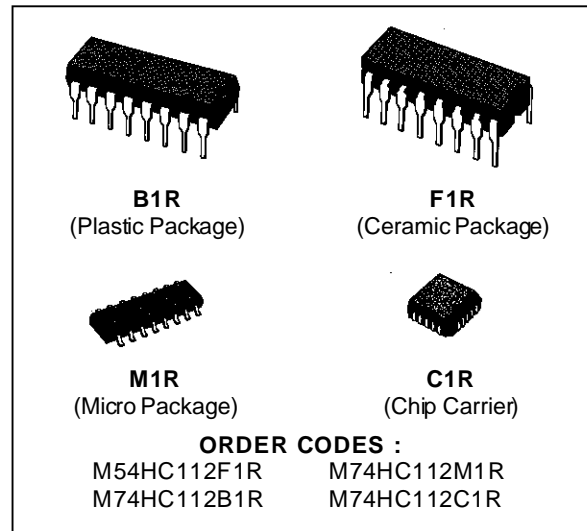 B1R
(Plastic Package)
F1R
(Ceramic Package)
M1R
(Micro Package)
C1R
(Chip Carrier)
ORDER CODES :
M54HC112F1R M74HC112M1R
M74HC112B1R M74HC112C1R